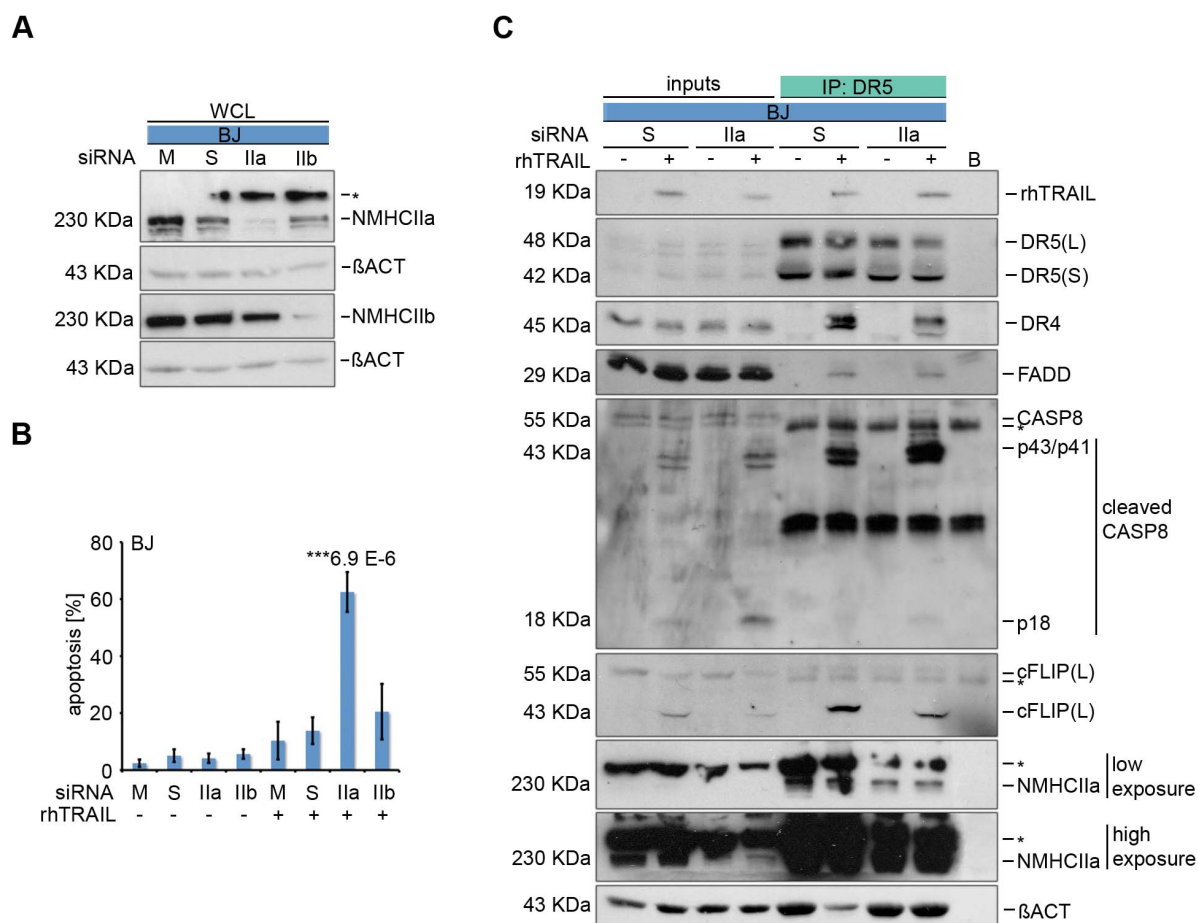 A
WCL
BJ
siRNA M S IIa IIb
-*
230 KDa -NMHCIIa
43 KDa -ßACT
230 KDa -NMHCIIb
43 KDa -ßACT
B
BJ
***6.9 E-6
apoptosis [%]
80
60
40
20
0
siRNA M S IIa IIb M S IIa IIb
rhTRAIL - - - - + + + +
C
inputs IP: DR5
BJ
siRNA S IIa S IIa
rhTRAIL - + - + - + - + B
19 KDa -rhTRAIL
48 KDa -DR5(L)
42 KDa -DR5(S)
45 KDa -DR4
29 KDa -FADD
55 KDa -CASP8
-*
43 KDa -p43/p41
cleaved
CASP8
18 KDa -p18
55 KDa -cFLIP(L)
-*
43 KDa -cFLIP(L)
-* low
230 KDa -NMHCIIa exposure
-* high
230 KDa -NMHCIIa exposure
43 KDa -ßACT